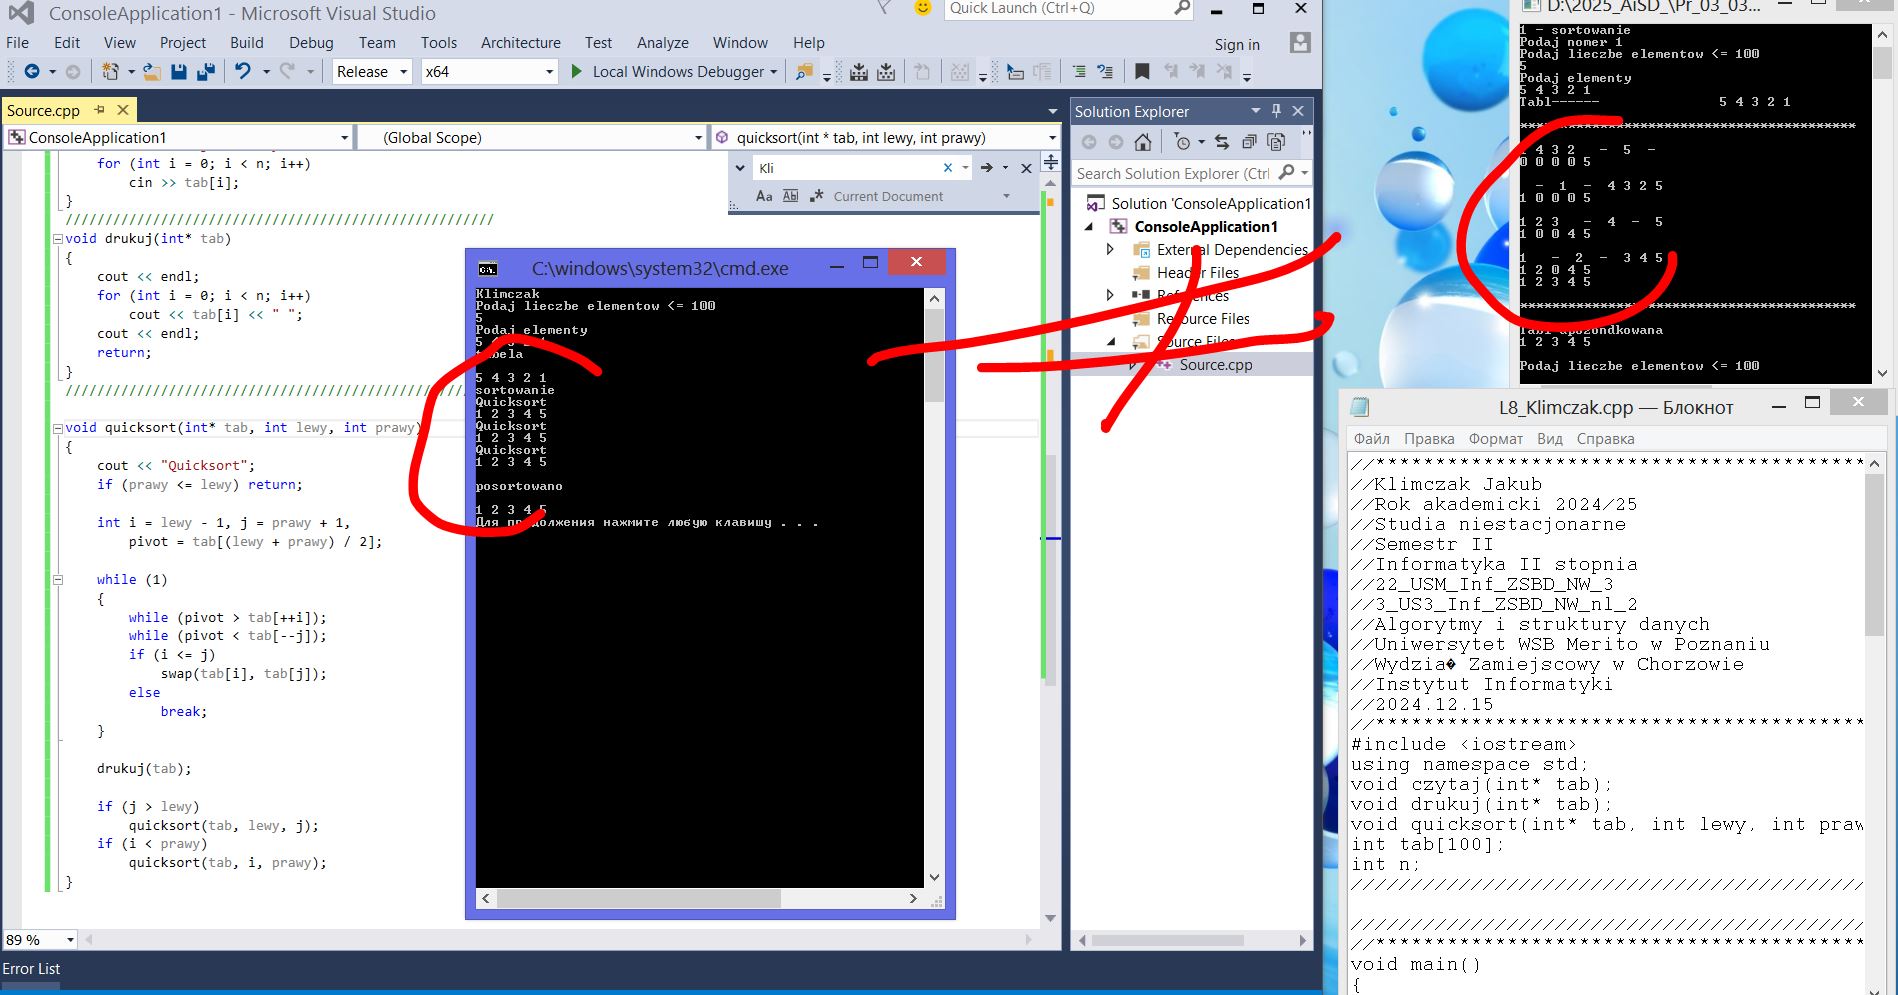 ConsoleApplication1 - Microsoft Visual Studio
Quick Launch (Ctrl+Q)
File Edit View Project Build Debug Team Tools Architecture Test Analyze Window Help
Sign in
Release x64 Local Windows Debugger
Source.cpp
ConsoleApplication1 (Global Scope) quicksort(int * tab, int lewy, int prawy)
Kli
Aa Ab .* Current Document
for (int i = 0; i < n; i++)
cin >> tab[i];
}
//////////////////////////////////////////////////////
void drukuj(int* tab)
{
cout << endl;
for (int i = 0; i < n; i++)
cout << tab[i] << " ";
cout << endl;
return;
}
//////////////////////////////////////////////////////
void quicksort(int* tab, int lewy, int prawy)
{
cout << "Quicksort";
if (prawy <= lewy) return;
int i = lewy - 1, j = prawy + 1,
pivot = tab[(lewy + prawy) / 2];
while (1)
{
while (pivot > tab[++i]);
while (pivot < tab[--j]);
if (i <= j)
swap(tab[i], tab[j]);
else
break;
}
drukuj(tab);
if (j > lewy)
quicksort(tab, lewy, j);
if (i < prawy)
quicksort(tab, i, prawy);
}
89 %
Error List
C:\windows\system32\cmd.exe
Klimczak
Podaj lieczbe elementow <= 100
5
Podaj elementy
5 4 3 2 1
tabela
5 4 3 2 1
sortowanie
Quicksort
1 2 3 4 5
Quicksort
1 2 3 4 5
Quicksort
1 2 3 4 5
posortowano
1 2 3 4 5
Для продолжения нажмите любую клавишу . . .
Solution Explorer
Search Solution Explorer (Ctrl
Solution 'ConsoleApplication1
ConsoleApplication1
External Dependencies
Header Files
References
Resource Files
Source Files
Source.cpp
D:\2025_AiSD_\Pr_03_03...
1 - sortowanie
Podaj nomer 1
Podaj lieczbe elementow <= 100
5
Podaj elementy
5 4 3 2 1
Tabl------ 5 4 3 2 1
******************************************
1 4 3 2 - 5 -
0 0 0 0 5
- 1 - 4 3 2 5
1 0 0 0 5
1 2 3 - 4 - 5
1 0 0 4 5
1 - 2 - 3 4 5
1 2 0 4 5
1 2 3 4 5
******************************************
Tabl upozondkowana
1 2 3 4 5
Podaj lieczbe elementow <= 100
L8_Klimczak.cpp — Блокнот
Файл Правка Формат Вид Справка
//****************************************
//Klimczak Jakub
//Rok akademicki 2024/25
//Studia niestacjonarne
//Semestr II
//Informatyka II stopnia
//22_USM_Inf_ZSBD_NW_3
//3_US3_Inf_ZSBD_NW_nl_2
//Algorytmy i struktury danych
//Uniwersytet WSB Merito w Poznaniu
//Wydzia� Zamiejscowy w Chorzowie
//Instytut Informatyki
//2024.12.15
//****************************************
#include <iostream>
using namespace std;
void czytaj(int* tab);
void drukuj(int* tab);
void quicksort(int* tab, int lewy, int praw
int tab[100];
int n;
//////////////////////////////////////////
//////////////////////////////////////////
//****************************************
void main()
{